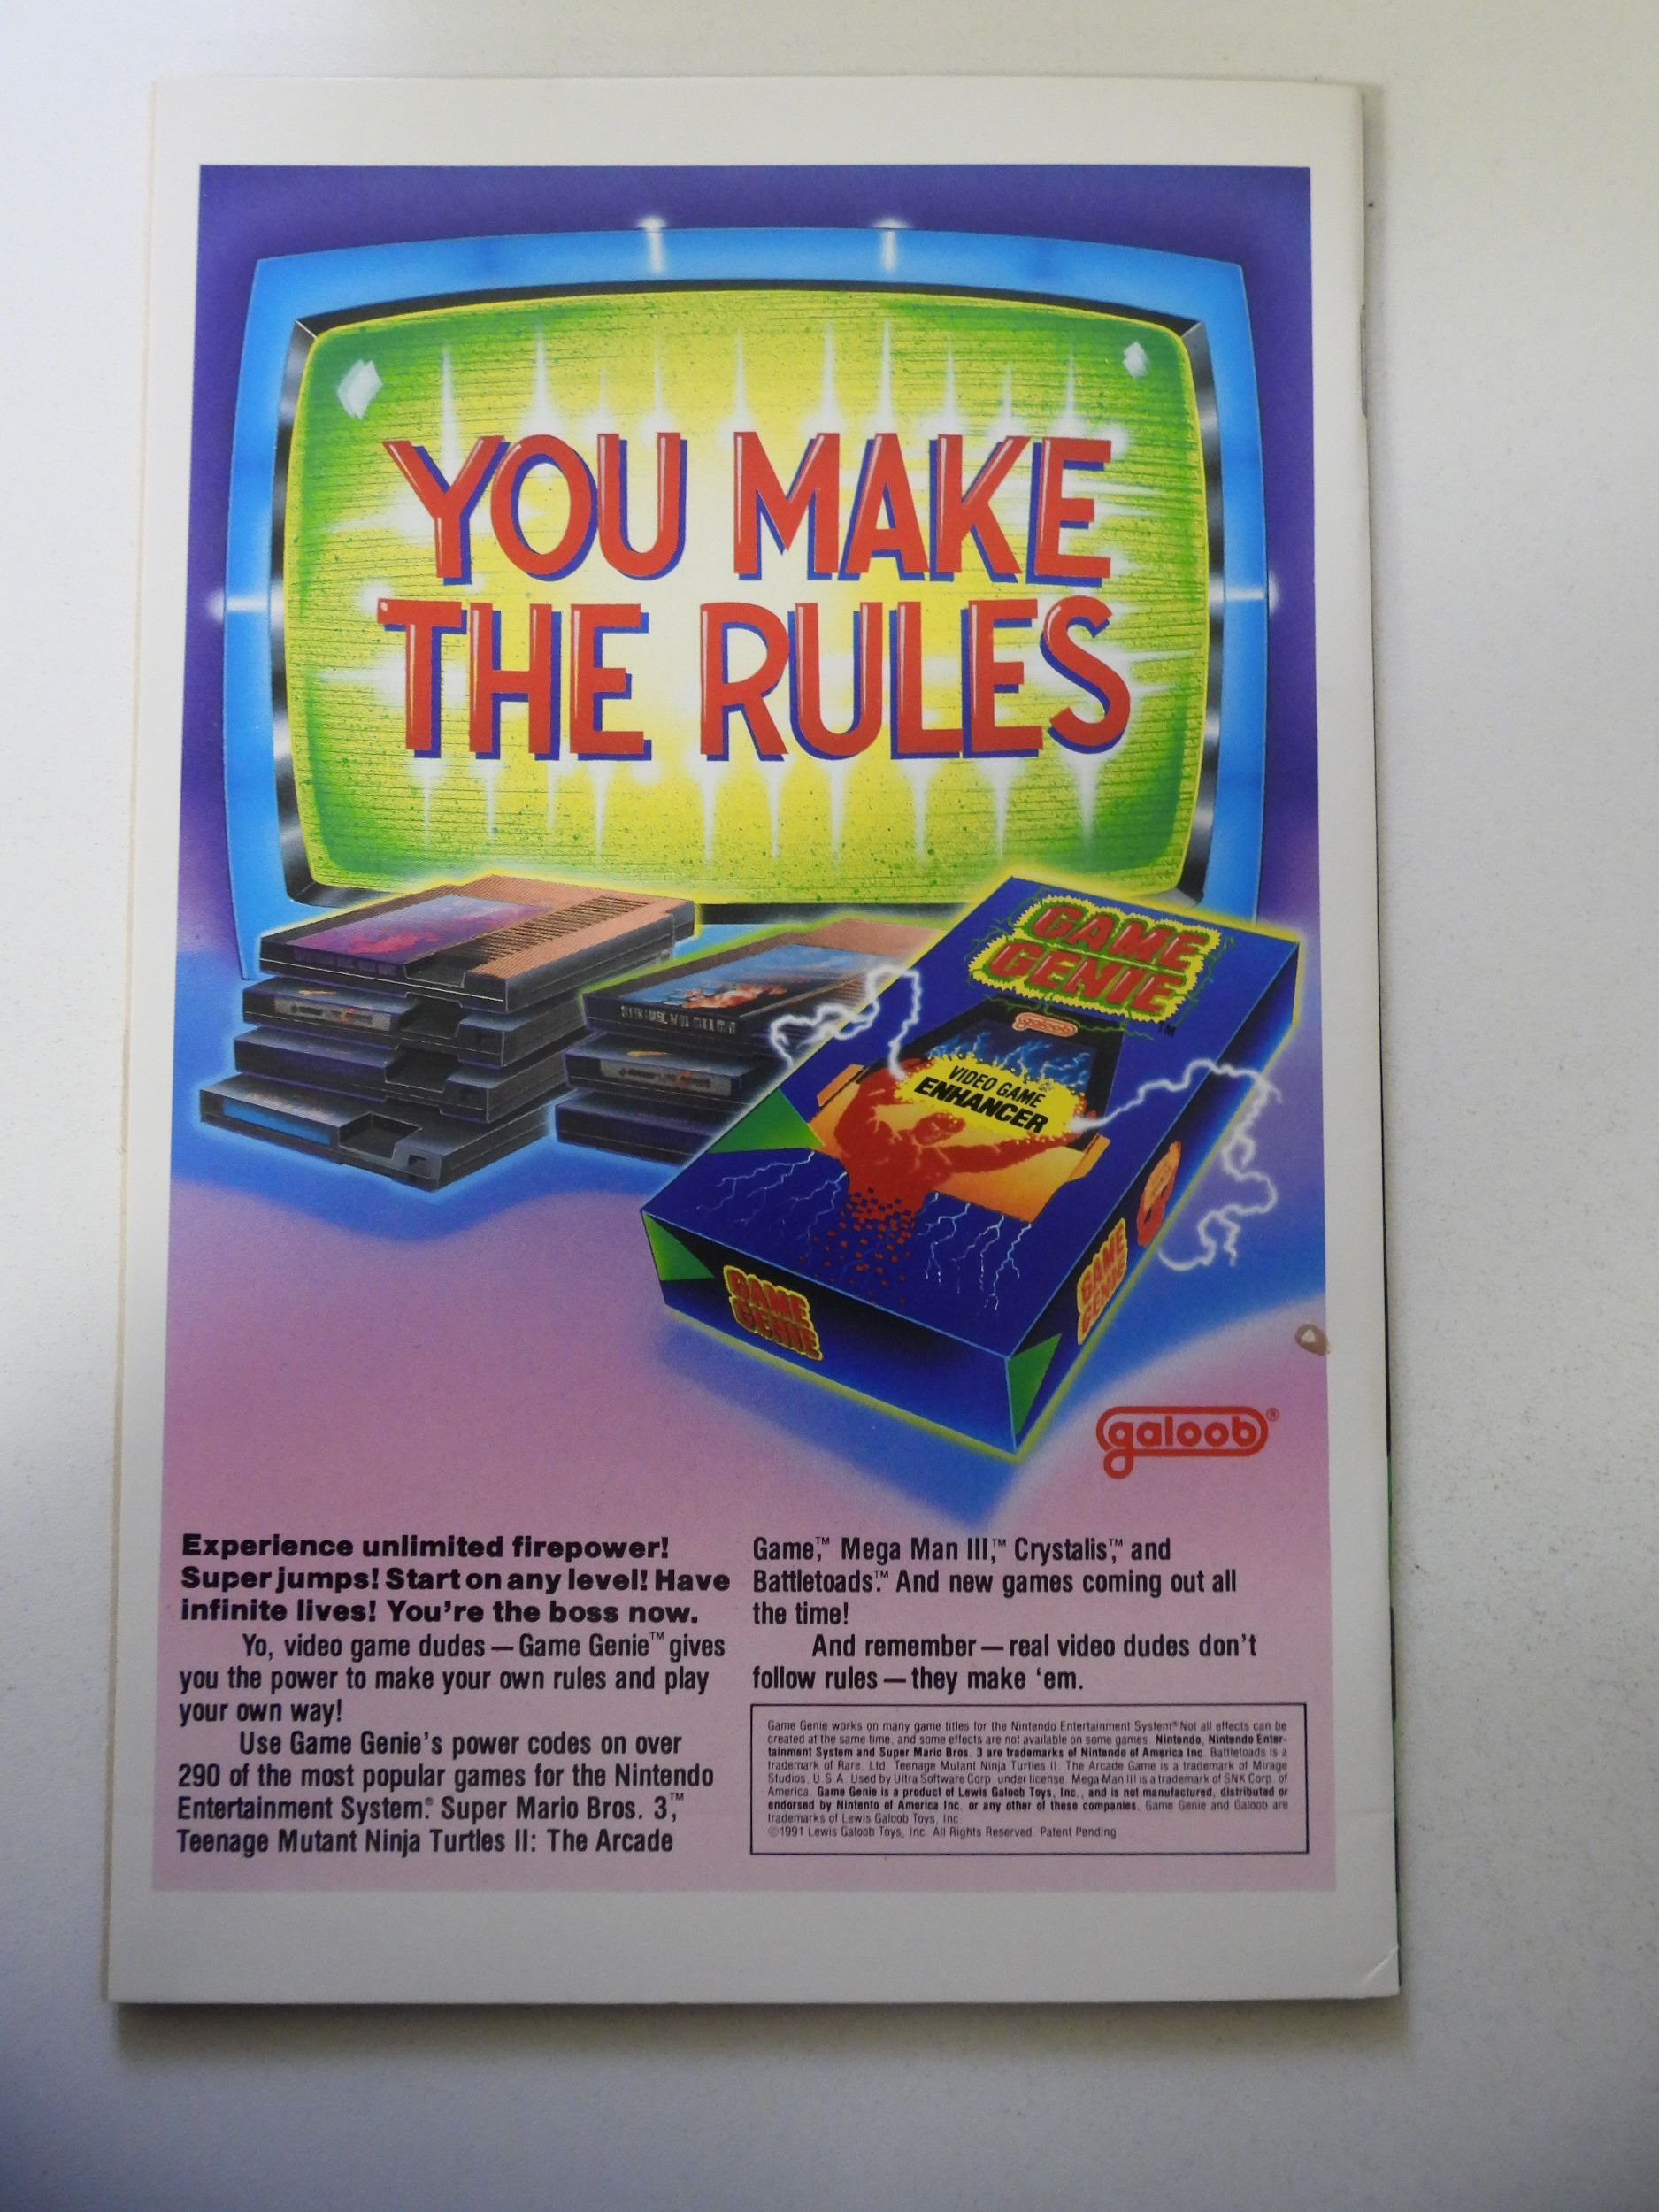 YOU MAKE
THE RULES
GAME
GENIE™
galoob
VIDEO GAME
ENHANCER
GAME
GENIE
GAME
GENIE
galoob®
Experience unlimited firepower!
Super jumps! Start on any level! Have
infinite lives! You're the boss now.
Yo, video game dudes — Game Genie™ gives
you the power to make your own rules and play
your own way!
Use Game Genie's power codes on over
290 of the most popular games for the Nintendo
Entertainment System.® Super Mario Bros. 3,™
Teenage Mutant Ninja Turtles II: The Arcade
Game,™ Mega Man III,™ Crystalis,™ and
Battletoads.™ And new games coming out all
the time!
And remember — real video dudes don't
follow rules — they make 'em.
Game Genie works on many game titles for the Nintendo Entertainment System® Not all effects can be
created at the same time, and some effects are not available on some games. Nintendo, Nintendo Enter-
tainment System and Super Mario Bros. 3 are trademarks of Nintendo of America Inc. Battletoads is a
trademark of Rare, Ltd. Teenage Mutant Ninja Turtles II: The Arcade Game is a trademark of Mirage
Studios, U.S.A. Used by Ultra Software Corp. under license. Mega Man III is a trademark of SNK Corp. of
America. Game Genie is a product of Lewis Galoob Toys, Inc., and is not manufactured, distributed or
endorsed by Nintento of America Inc. or any other of these companies. Game Genie and Galoob are
trademarks of Lewis Galoob Toys, Inc.
©1991 Lewis Galoob Toys, Inc. All Rights Reserved. Patent Pending